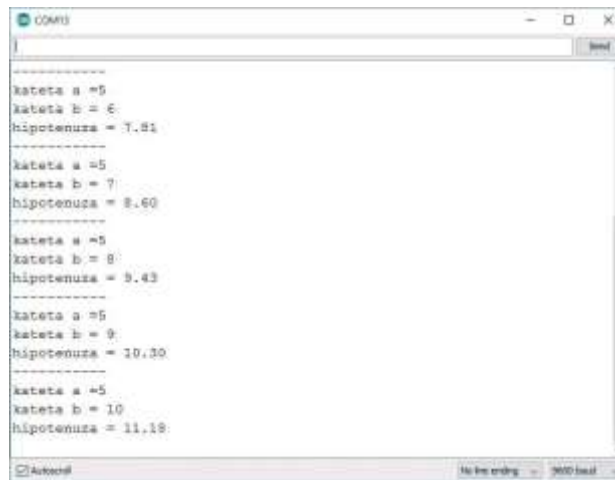 COM13
Send
-----------
kateta a =5
kateta b = 6
hipotenuza = 7.81
-----------
kateta a =5
kateta b = 7
hipotenuza = 8.60
-----------
kateta a =5
kateta b = 8
hipotenuza = 9.43
-----------
kateta a =5
kateta b = 9
hipotenuza = 10.30
-----------
kateta a =5
kateta b = 10
hipotenuza = 11.18
Autoscroll
No line ending
9600 baud